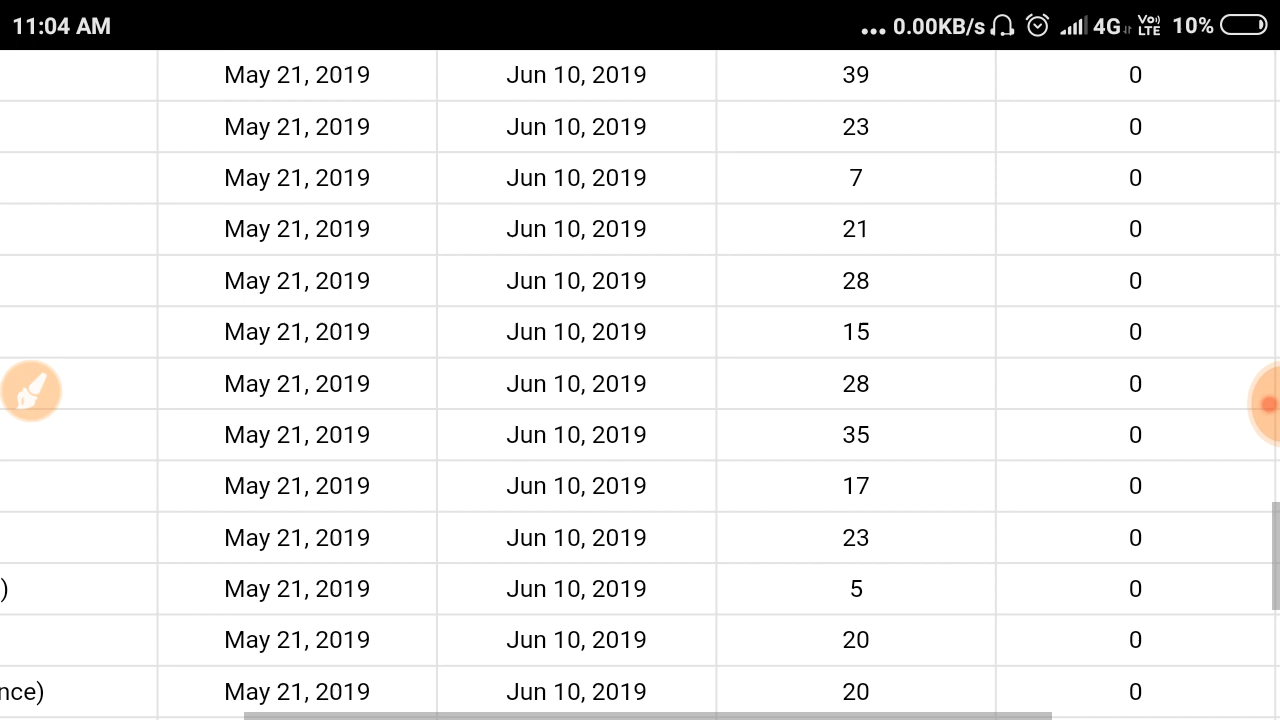 11:04 AM ... 0.00KB/s 4G Vo) LTE 10%
May 21, 2019 Jun 10, 2019 39 0
May 21, 2019 Jun 10, 2019 23 0
May 21, 2019 Jun 10, 2019 7 0
May 21, 2019 Jun 10, 2019 21 0
May 21, 2019 Jun 10, 2019 28 0
May 21, 2019 Jun 10, 2019 15 0
May 21, 2019 Jun 10, 2019 28 0
May 21, 2019 Jun 10, 2019 35 0
May 21, 2019 Jun 10, 2019 17 0
May 21, 2019 Jun 10, 2019 23 0
) May 21, 2019 Jun 10, 2019 5 0
May 21, 2019 Jun 10, 2019 20 0
nce) May 21, 2019 Jun 10, 2019 20 0